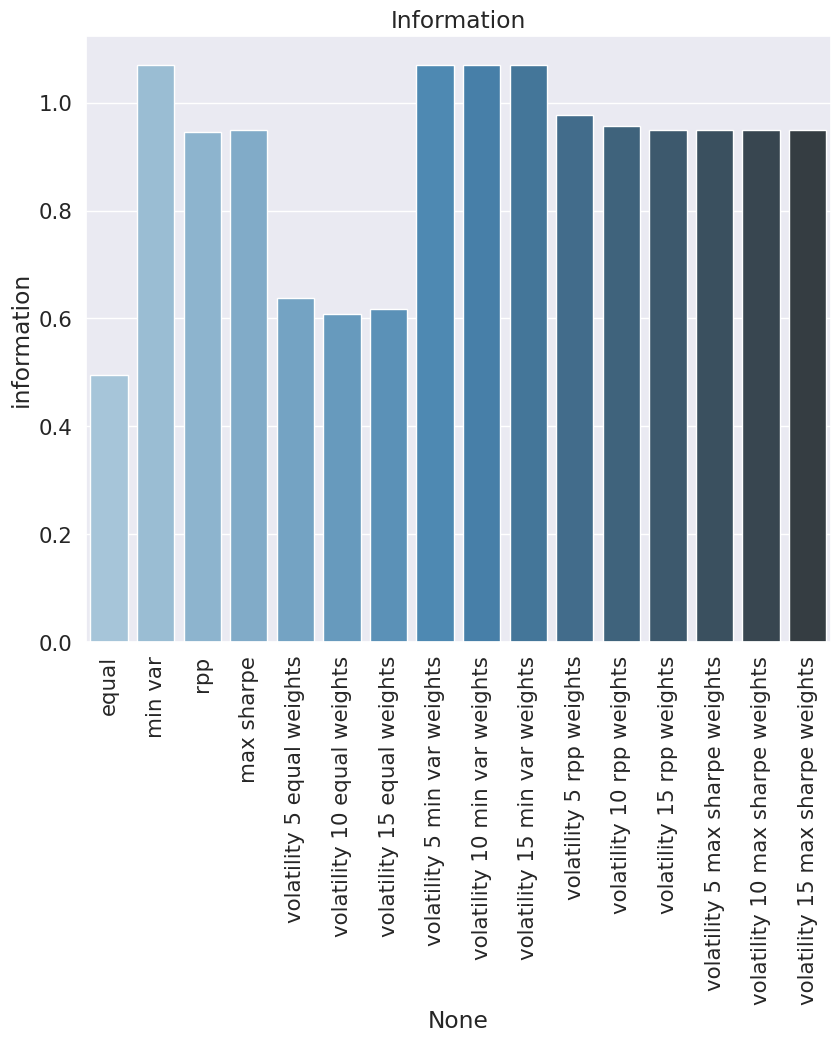 Information
information
1.0
0.8
0.6
0.4
0.2
0.0
equal
min var
rpp
max sharpe
volatility 5 equal weights
volatility 10 equal weights
volatility 15 equal weights
volatility 5 min var weights
volatility 10 min var weights
volatility 15 min var weights
volatility 5 rpp weights
volatility 10 rpp weights
volatility 15 rpp weights
volatility 5 max sharpe weights
volatility 10 max sharpe weights
volatility 15 max sharpe weights
None